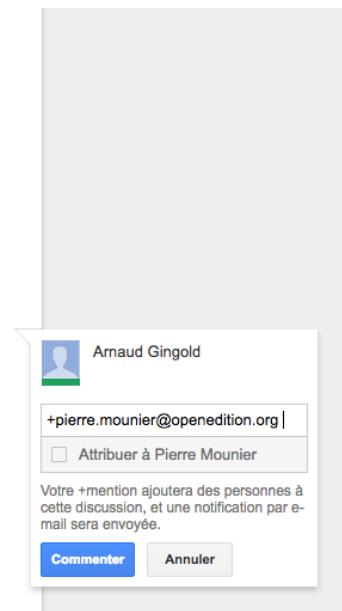 Arnaud Gingold
+pierre.mounier@openedition.org
Attribuer à Pierre Mounier
Votre +mention ajoutera des personnes à
cette discussion, et une notification par e-
mail sera envoyée.
Commenter Annuler